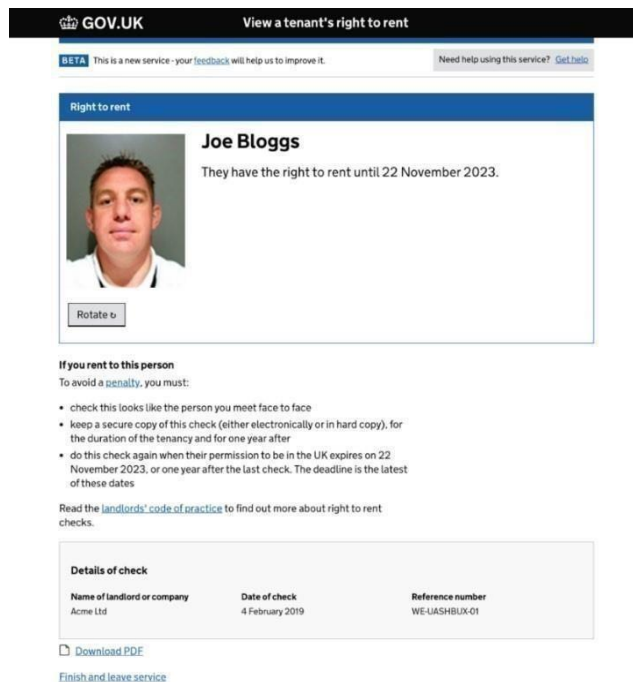 GOV.UK View a tenant's right to rent
BETA This is a new service - your feedback will help us to improve it. Need help using this service? Get help
Right to rent
Joe Bloggs
They have the right to rent until 22 November 2023.
Rotate ↻
If you rent to this person
To avoid a penalty, you must:
• check this looks like the person you meet face to face
• keep a secure copy of this check (either electronically or in hard copy), for
the duration of the tenancy and for one year after
• do this check again when their permission to be in the UK expires on 22
November 2023, or one year after the last check. The deadline is the latest
of these dates
Read the landlords' code of practice to find out more about right to rent
checks.
Details of check
Name of landlord or company Date of check Reference number
Acme Ltd 4 February 2019 WE-UASHBUX-01
Download PDF
Finish and leave service